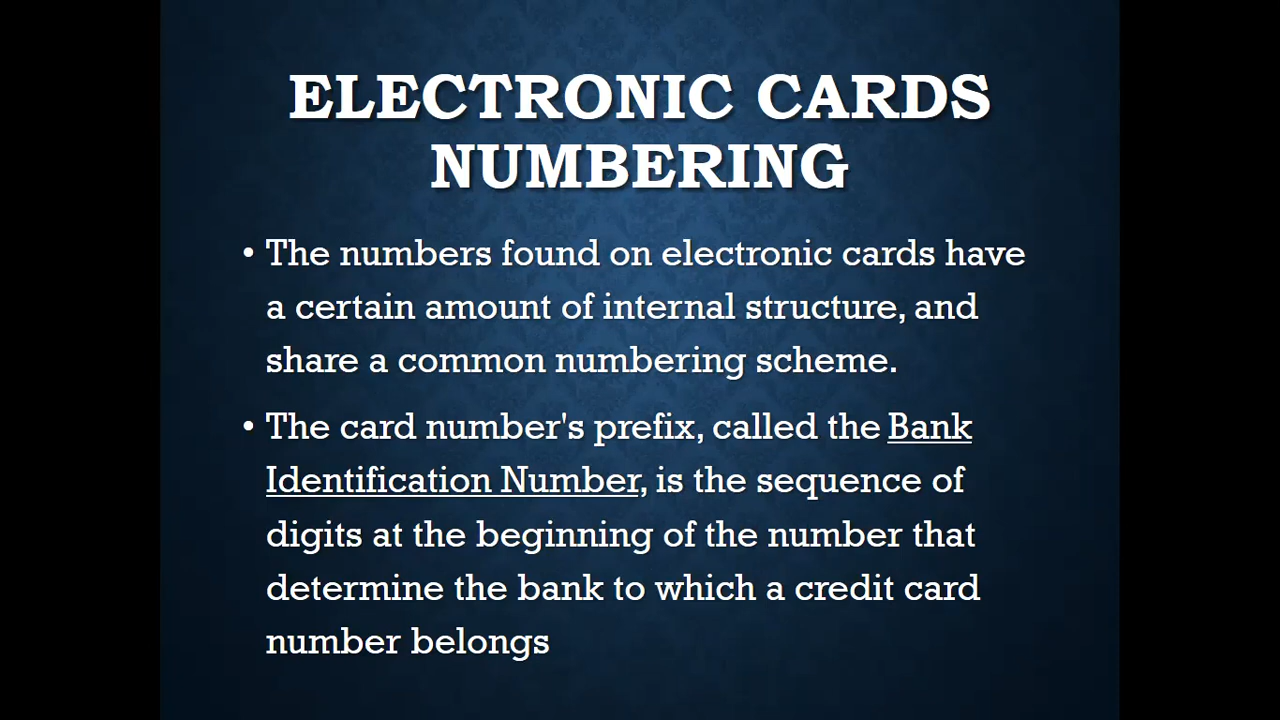 ELECTRONIC CARDS
NUMBERING
• The numbers found on electronic cards have
a certain amount of internal structure, and
share a common numbering scheme.
• The card number's prefix, called the Bank
Identification Number, is the sequence of
digits at the beginning of the number that
determine the bank to which a credit card
number belongs